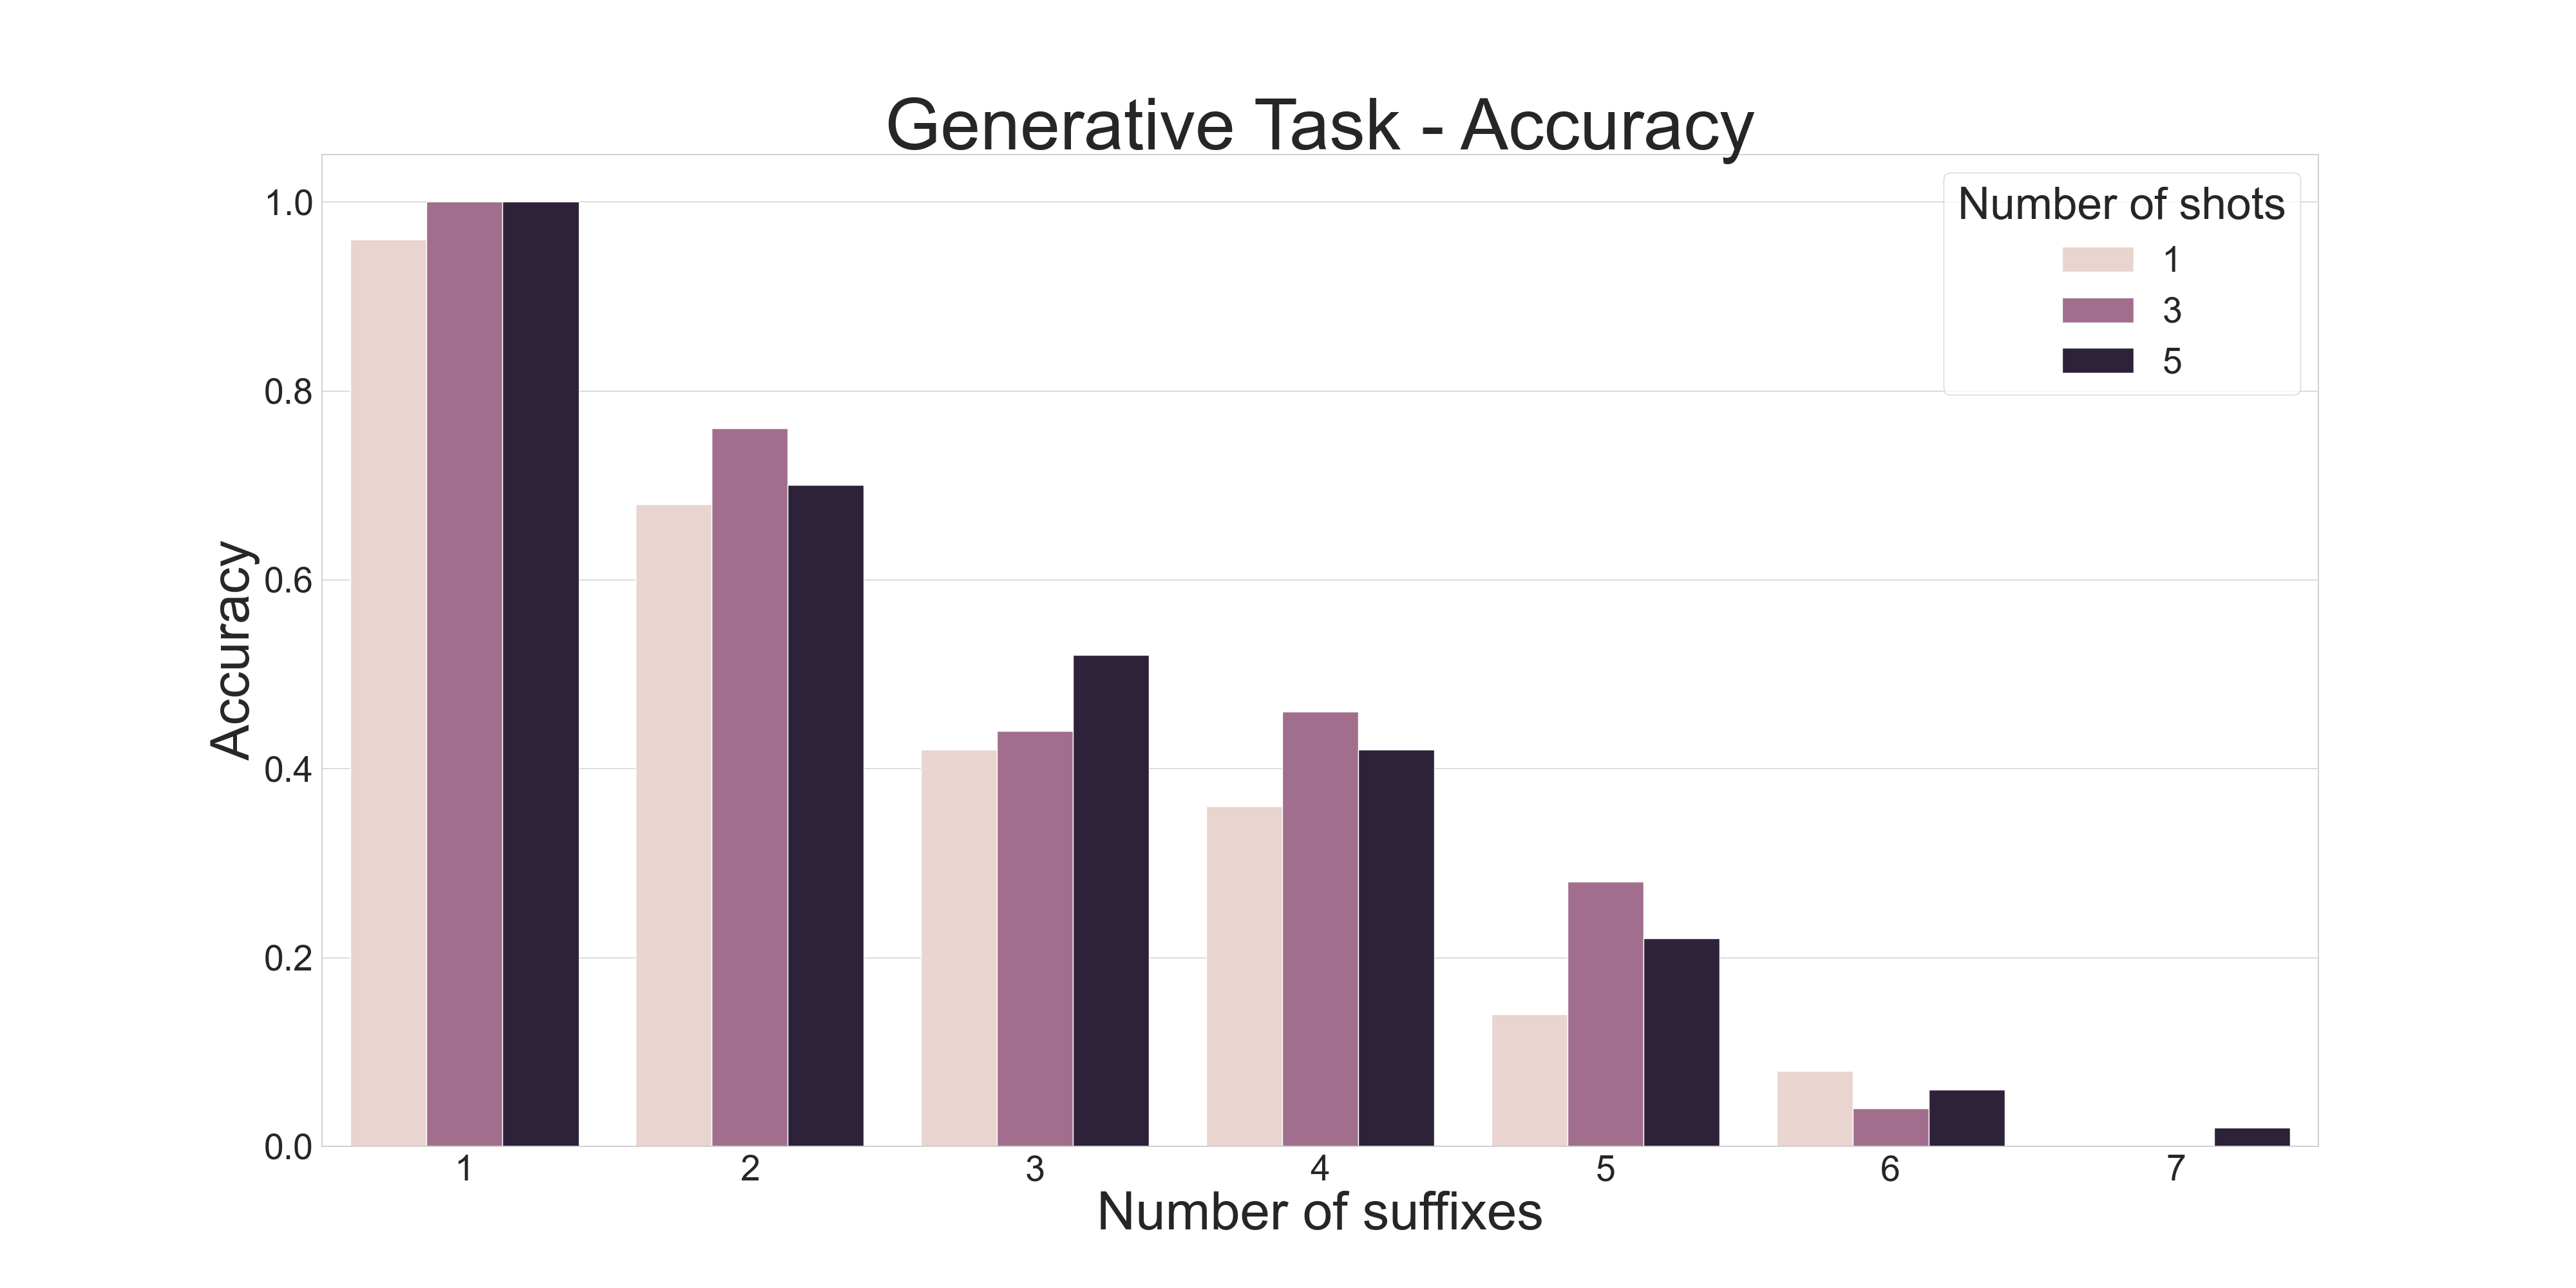 Generative Task - Accuracy
Number of shots
1
3
5
Accuracy
1.0
0.8
0.6
0.4
0.2
0.0
1 2 3 4 5 6 7
Number of suffixes